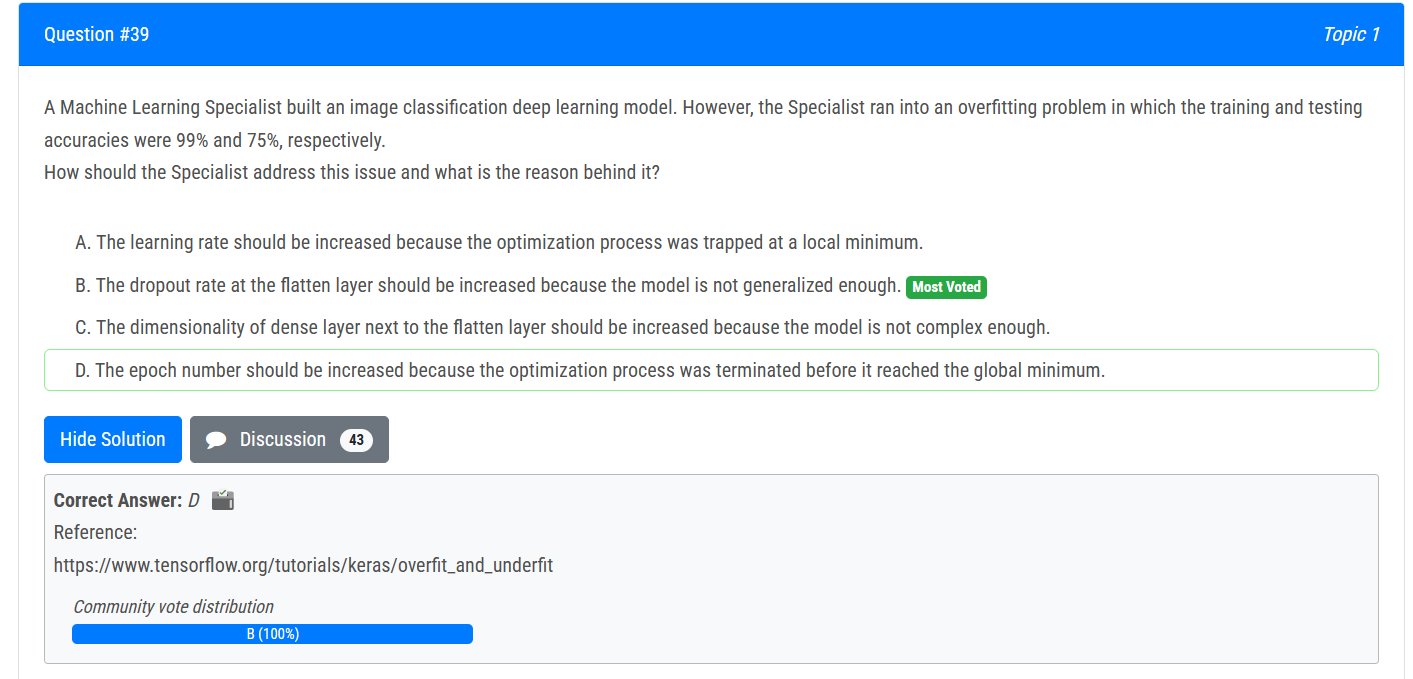 Question #39
Topic 1
A Machine Learning Specialist built an image classification deep learning model. However, the Specialist ran into an overfitting problem in which the training and testing
accuracies were 99% and 75%, respectively.
How should the Specialist address this issue and what is the reason behind it?
A. The learning rate should be increased because the optimization process was trapped at a local minimum.
B. The dropout rate at the flatten layer should be increased because the model is not generalized enough. Most Voted
C. The dimensionality of dense layer next to the flatten layer should be increased because the model is not complex enough.
D. The epoch number should be increased because the optimization process was terminated before it reached the global minimum.
Hide Solution
Discussion 43
Correct Answer: D
Reference:
https://www.tensorflow.org/tutorials/keras/overfit_and_underfit
Community vote distribution
B (100%)